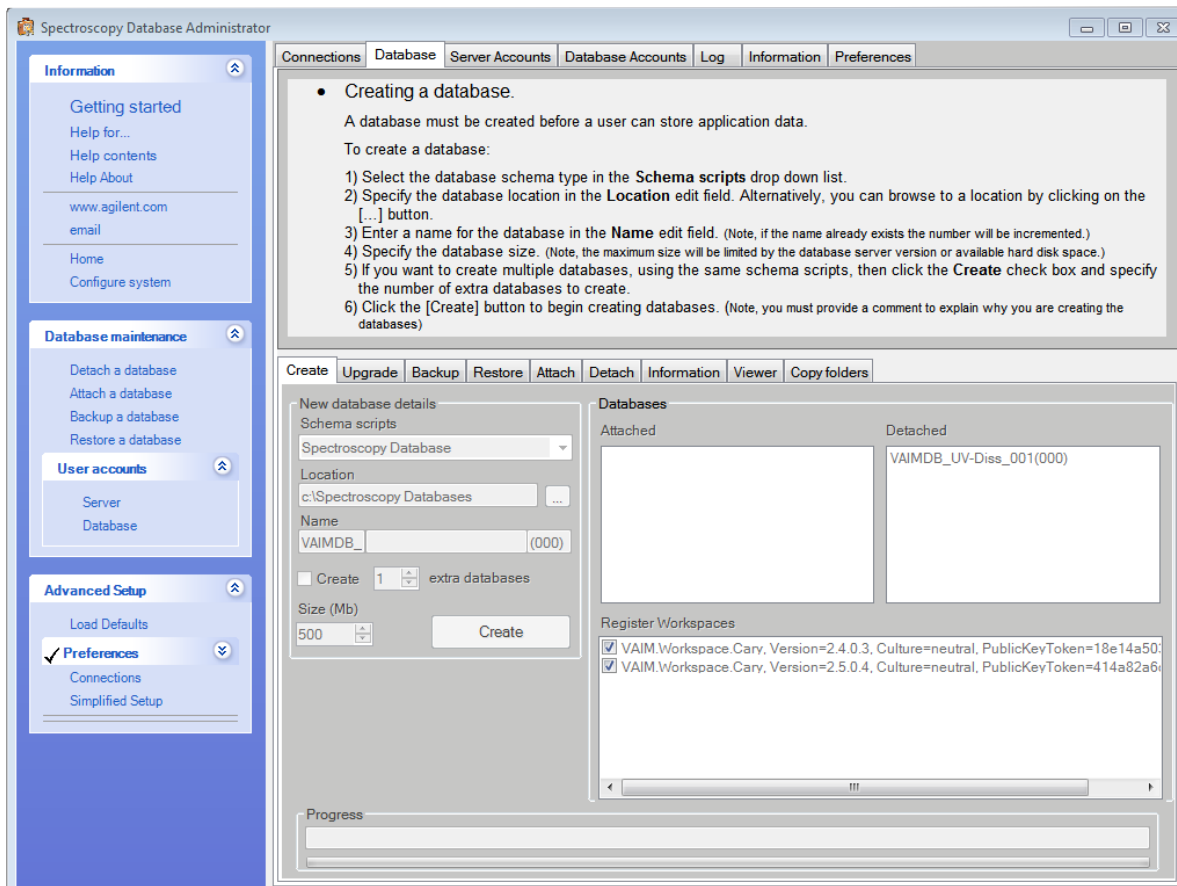 Spectroscopy Database Administrator
Information
Getting started
Help for...
Help contents
Help About
www.agilent.com
email
Home
Configure system
Database maintenance
Detach a database
Attach a database
Backup a database
Restore a database
User accounts
Server
Database
Advanced Setup
Load Defaults
Preferences
Connections
Simplified Setup
Connections Database Server Accounts Database Accounts Log Information Preferences
• Creating a database.
A database must be created before a user can store application data.
To create a database:
1) Select the database schema type in the Schema scripts drop down list.
2) Specify the database location in the Location edit field. Alternatively, you can browse to a location by clicking on the
[...] button.
3) Enter a name for the database in the Name edit field. (Note, if the name already exists the number will be incremented.)
4) Specify the database size. (Note, the maximum size will be limited by the database server version or available hard disk space.)
5) If you want to create multiple databases, using the same schema scripts, then click the Create check box and specify
the number of extra databases to create.
6) Click the [Create] button to begin creating databases. (Note, you must provide a comment to explain why you are creating the
databases)
Create Upgrade Backup Restore Attach Detach Information Viewer Copy folders
New database details
Schema scripts
Spectroscopy Database
Location
c:\Spectroscopy Databases ...
Name
VAIMDB_ (000)
Create 1 extra databases
Size (Mb)
500 Create
Databases
Attached Detached
VAIMDB_UV-Diss_001(000)
Register Workspaces
VAIM.Workspace.Cary, Version=2.4.0.3, Culture=neutral, PublicKeyToken=18e14a503
VAIM.Workspace.Cary, Version=2.5.0.4, Culture=neutral, PublicKeyToken=414a82a6
Progress